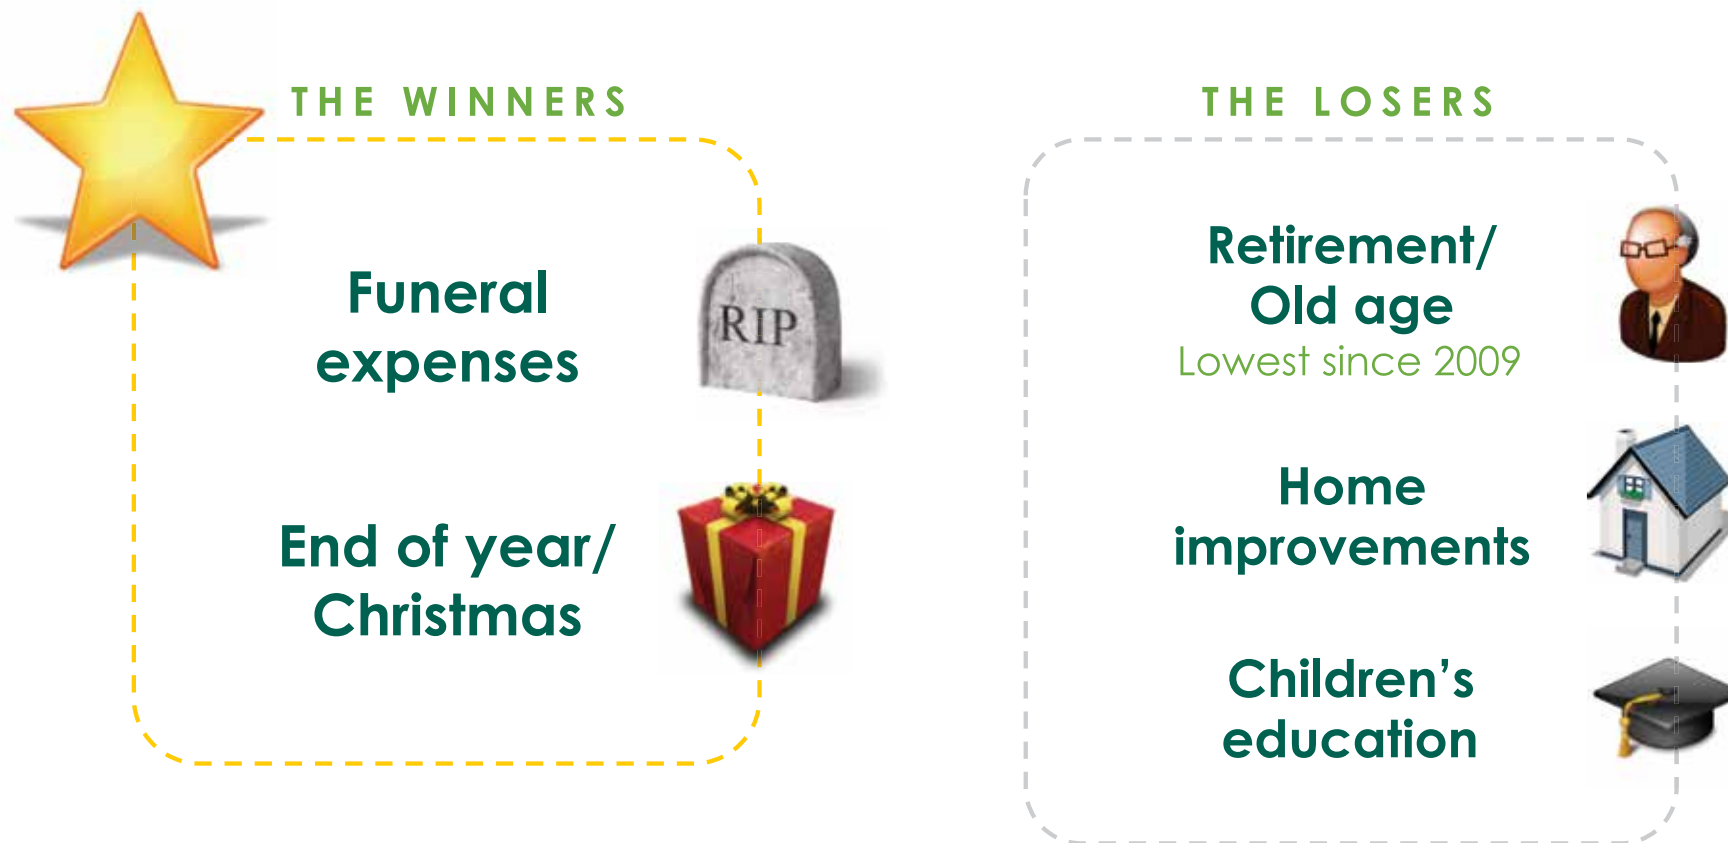 THE WINNERS
Funeral
expenses
RIP
End of year/
Christmas
THE LOSERS
Retirement/
Old age
Lowest since 2009
Home
improvements
Children’s
education